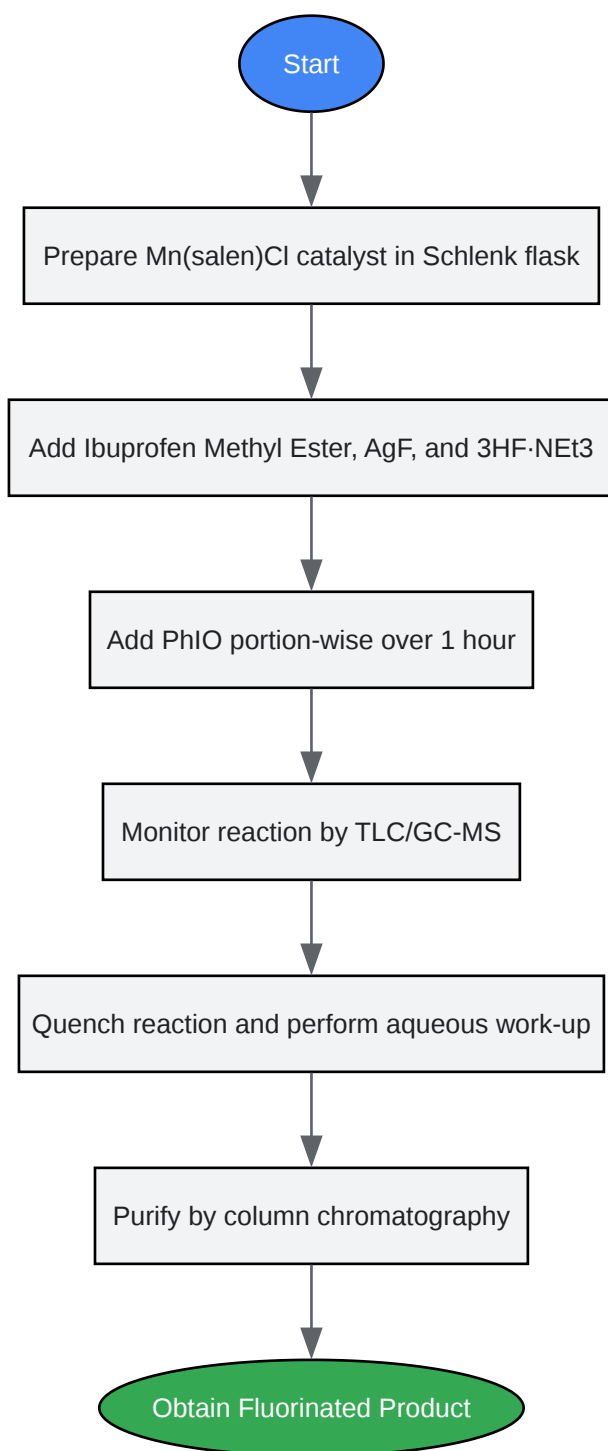 Start
Prepare Mn(salen)Cl catalyst in Schlenk flask
Add Ibuprofen Methyl Ester, AgF, and 3HF·NEt3
Add PhIO portion-wise over 1 hour
Monitor reaction by TLC/GC-MS
Quench reaction and perform aqueous work-up
Purify by column chromatography
Obtain Fluorinated Product